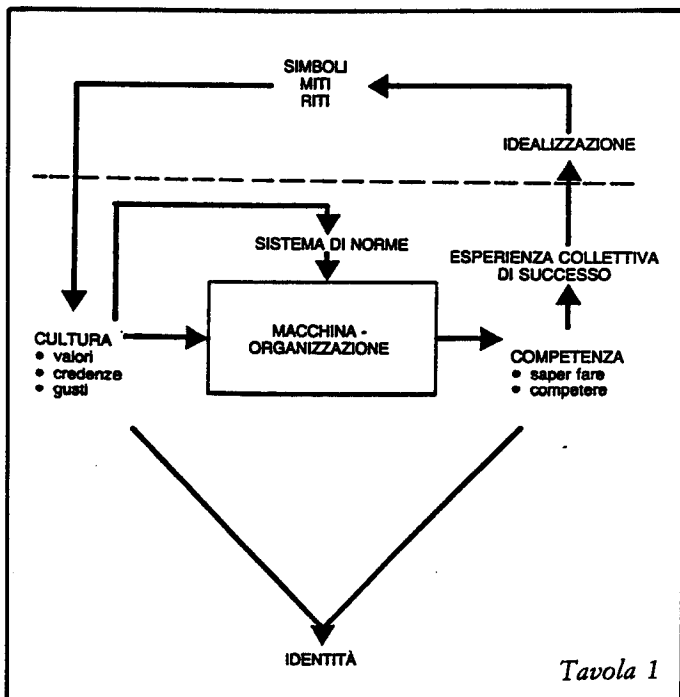 SIMBOLI
MITI
RITI
IDEALIZZAZIONE
SISTEMA DI NORME
ESPERIENZA COLLETTIVA
DI SUCCESSO
MACCHINA -
ORGANIZZAZIONE
CULTURA
• valori
• credenze
• gusti
COMPETENZA
• saper fare
• competere
IDENTITÀ
Tavola 1